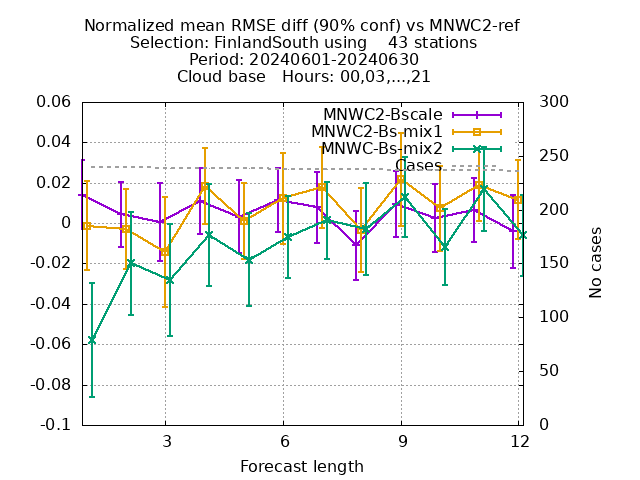 Normalized mean RMSE diff (90% conf) vs MNWC2-ref
Selection: FinlandSouth using    43 stations
Period: 20240601-20240630
Cloud base   Hours: 00,03,...,21
MNWC2-Bscale
MNWC2-Bs-mix1
MNWC-Bs-mix2
Cases
0.06
0.04
0.02
0
-0.02
-0.04
-0.06
-0.08
-0.1
300
250
200
150
100
50
0
No cases
3
6
9
12
Forecast length